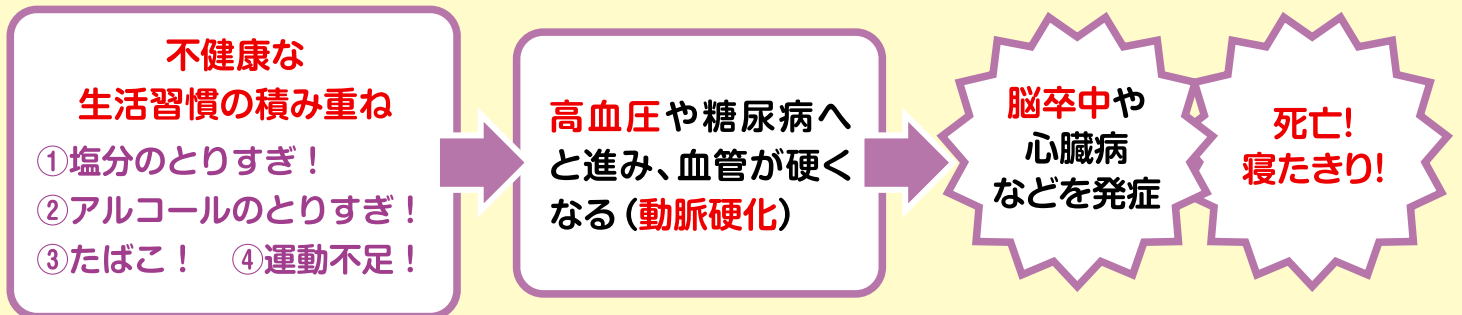 不健康な
生活習慣の積み重ね
①塩分のとりすぎ！
②アルコールのとりすぎ！
③たばこ！　④運動不足！
高血圧や糖尿病へ
と進み、血管が硬く
なる（動脈硬化）
脳卒中や
心臓病
などを発症
死亡!
寝たきり!